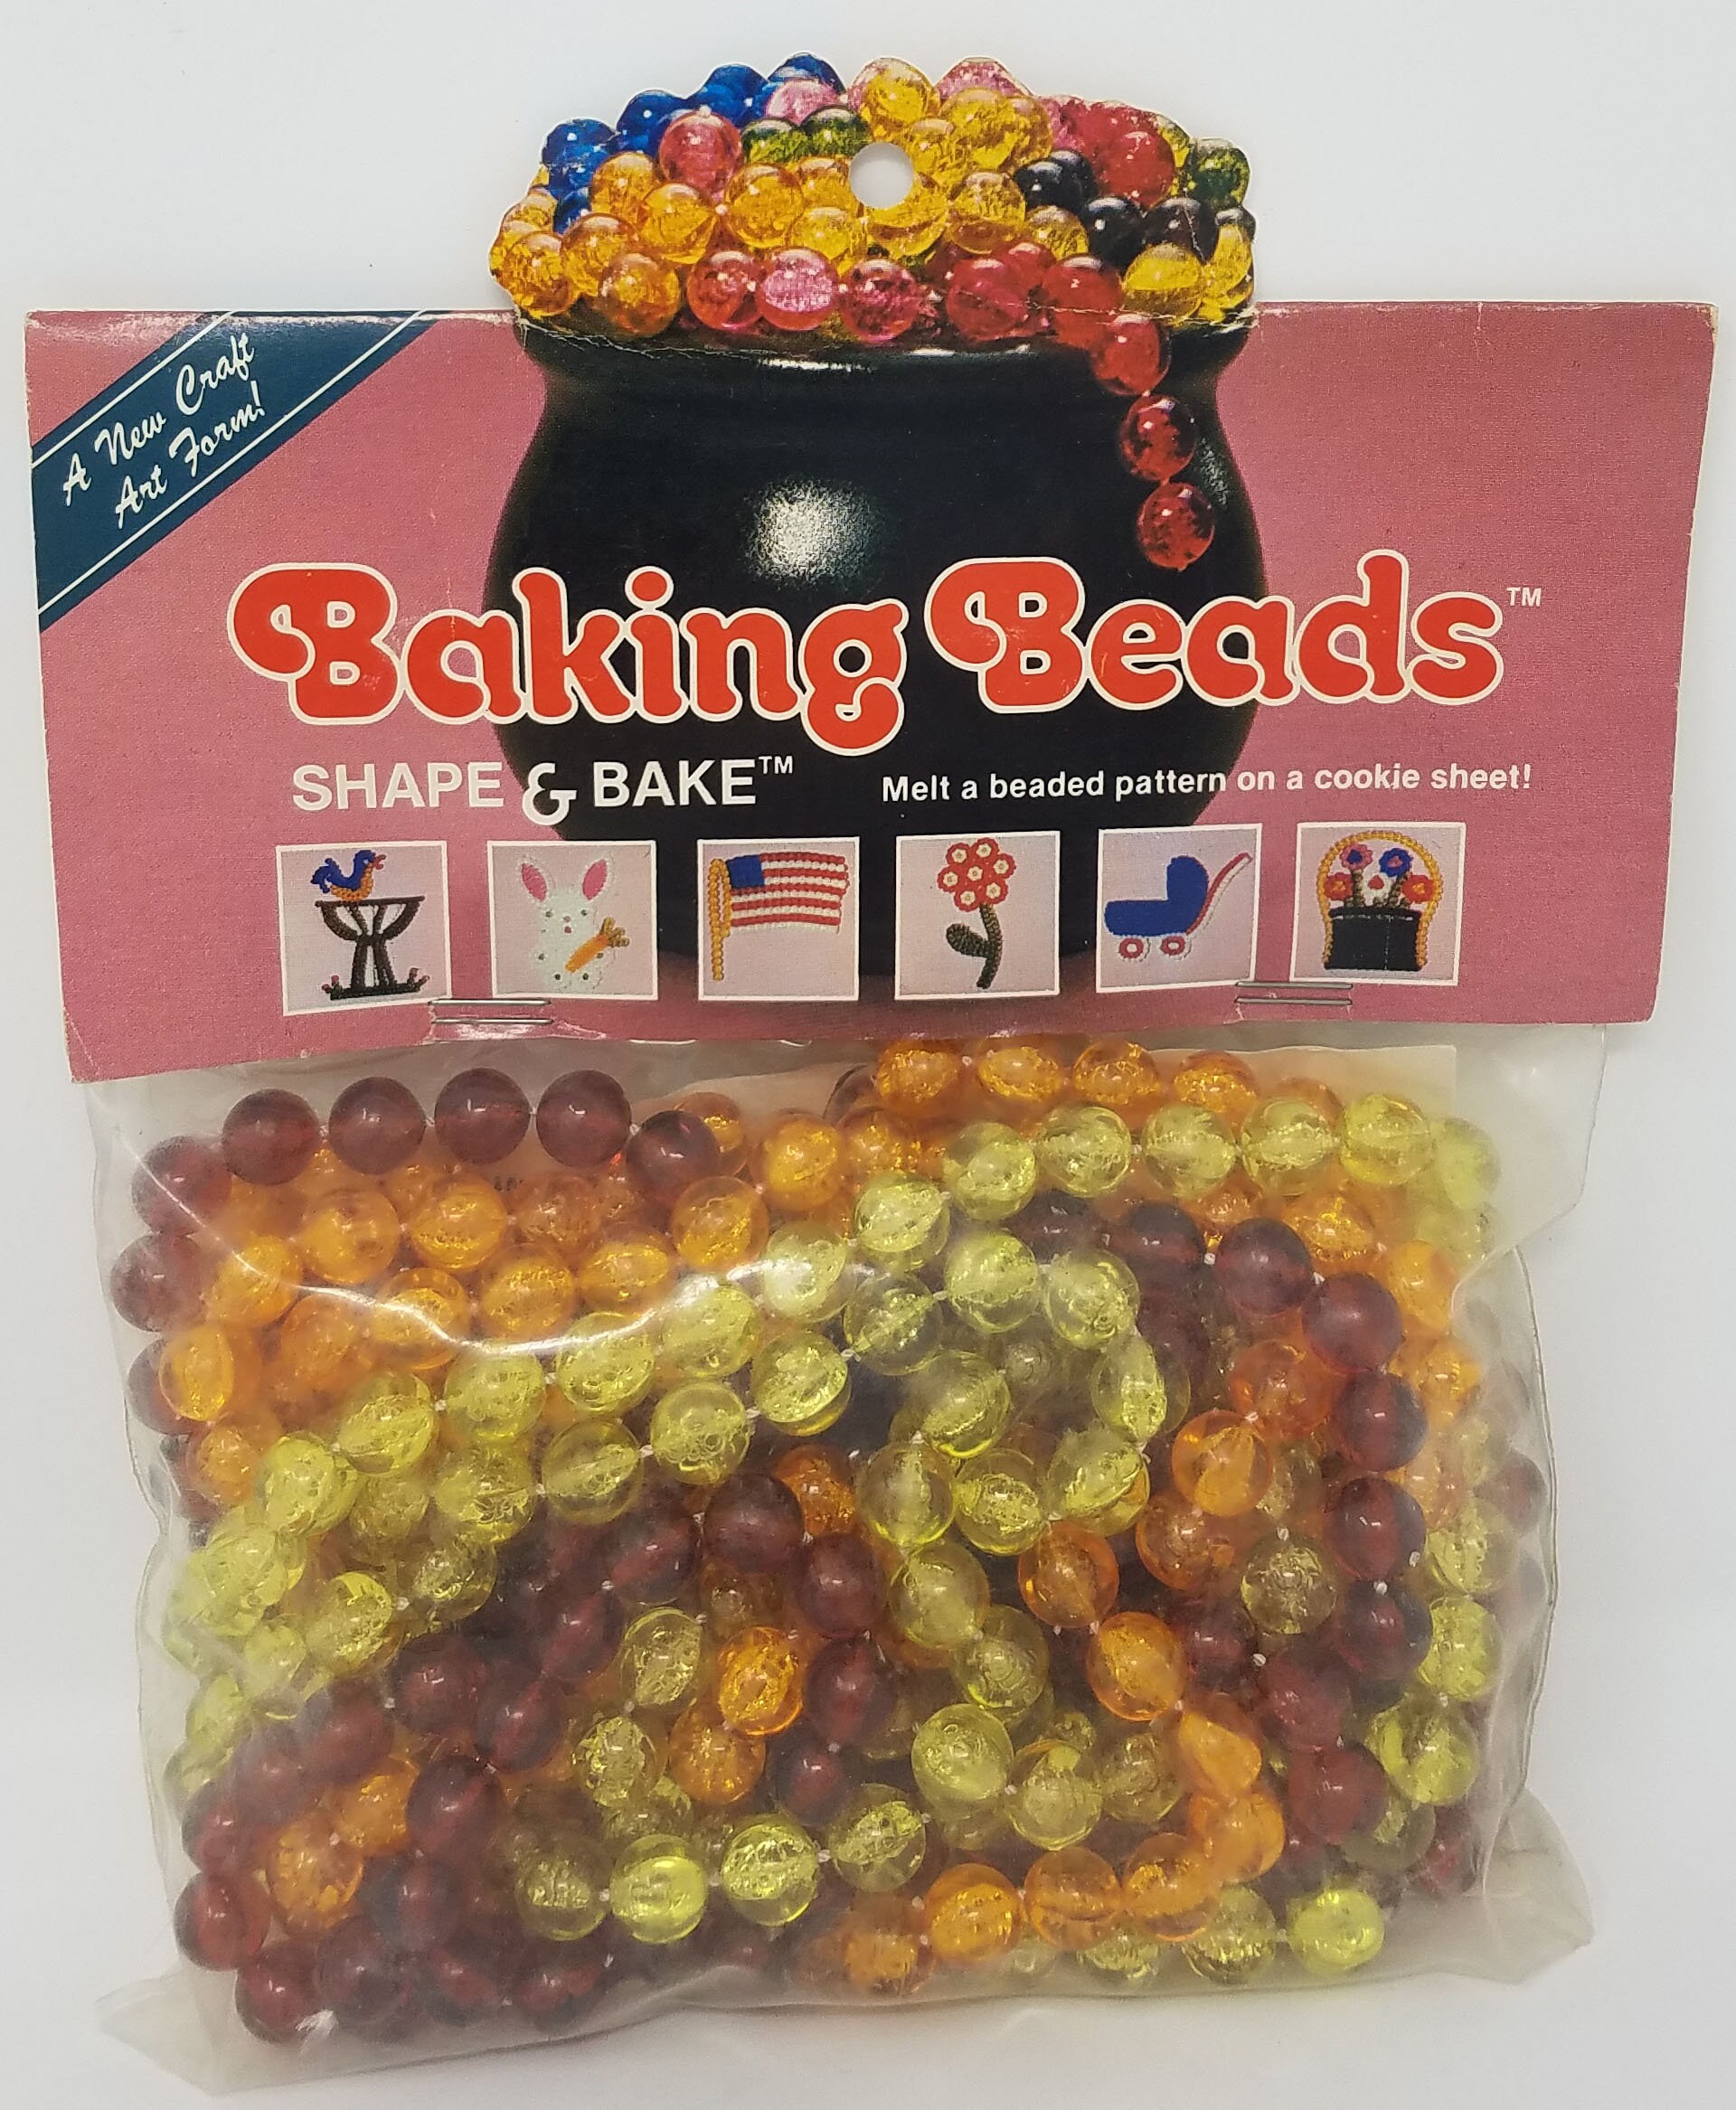 A New Craft
Art Form!
Baking Beads™
SHAPE & BAKE™
Melt a beaded pattern on a cookie sheet!